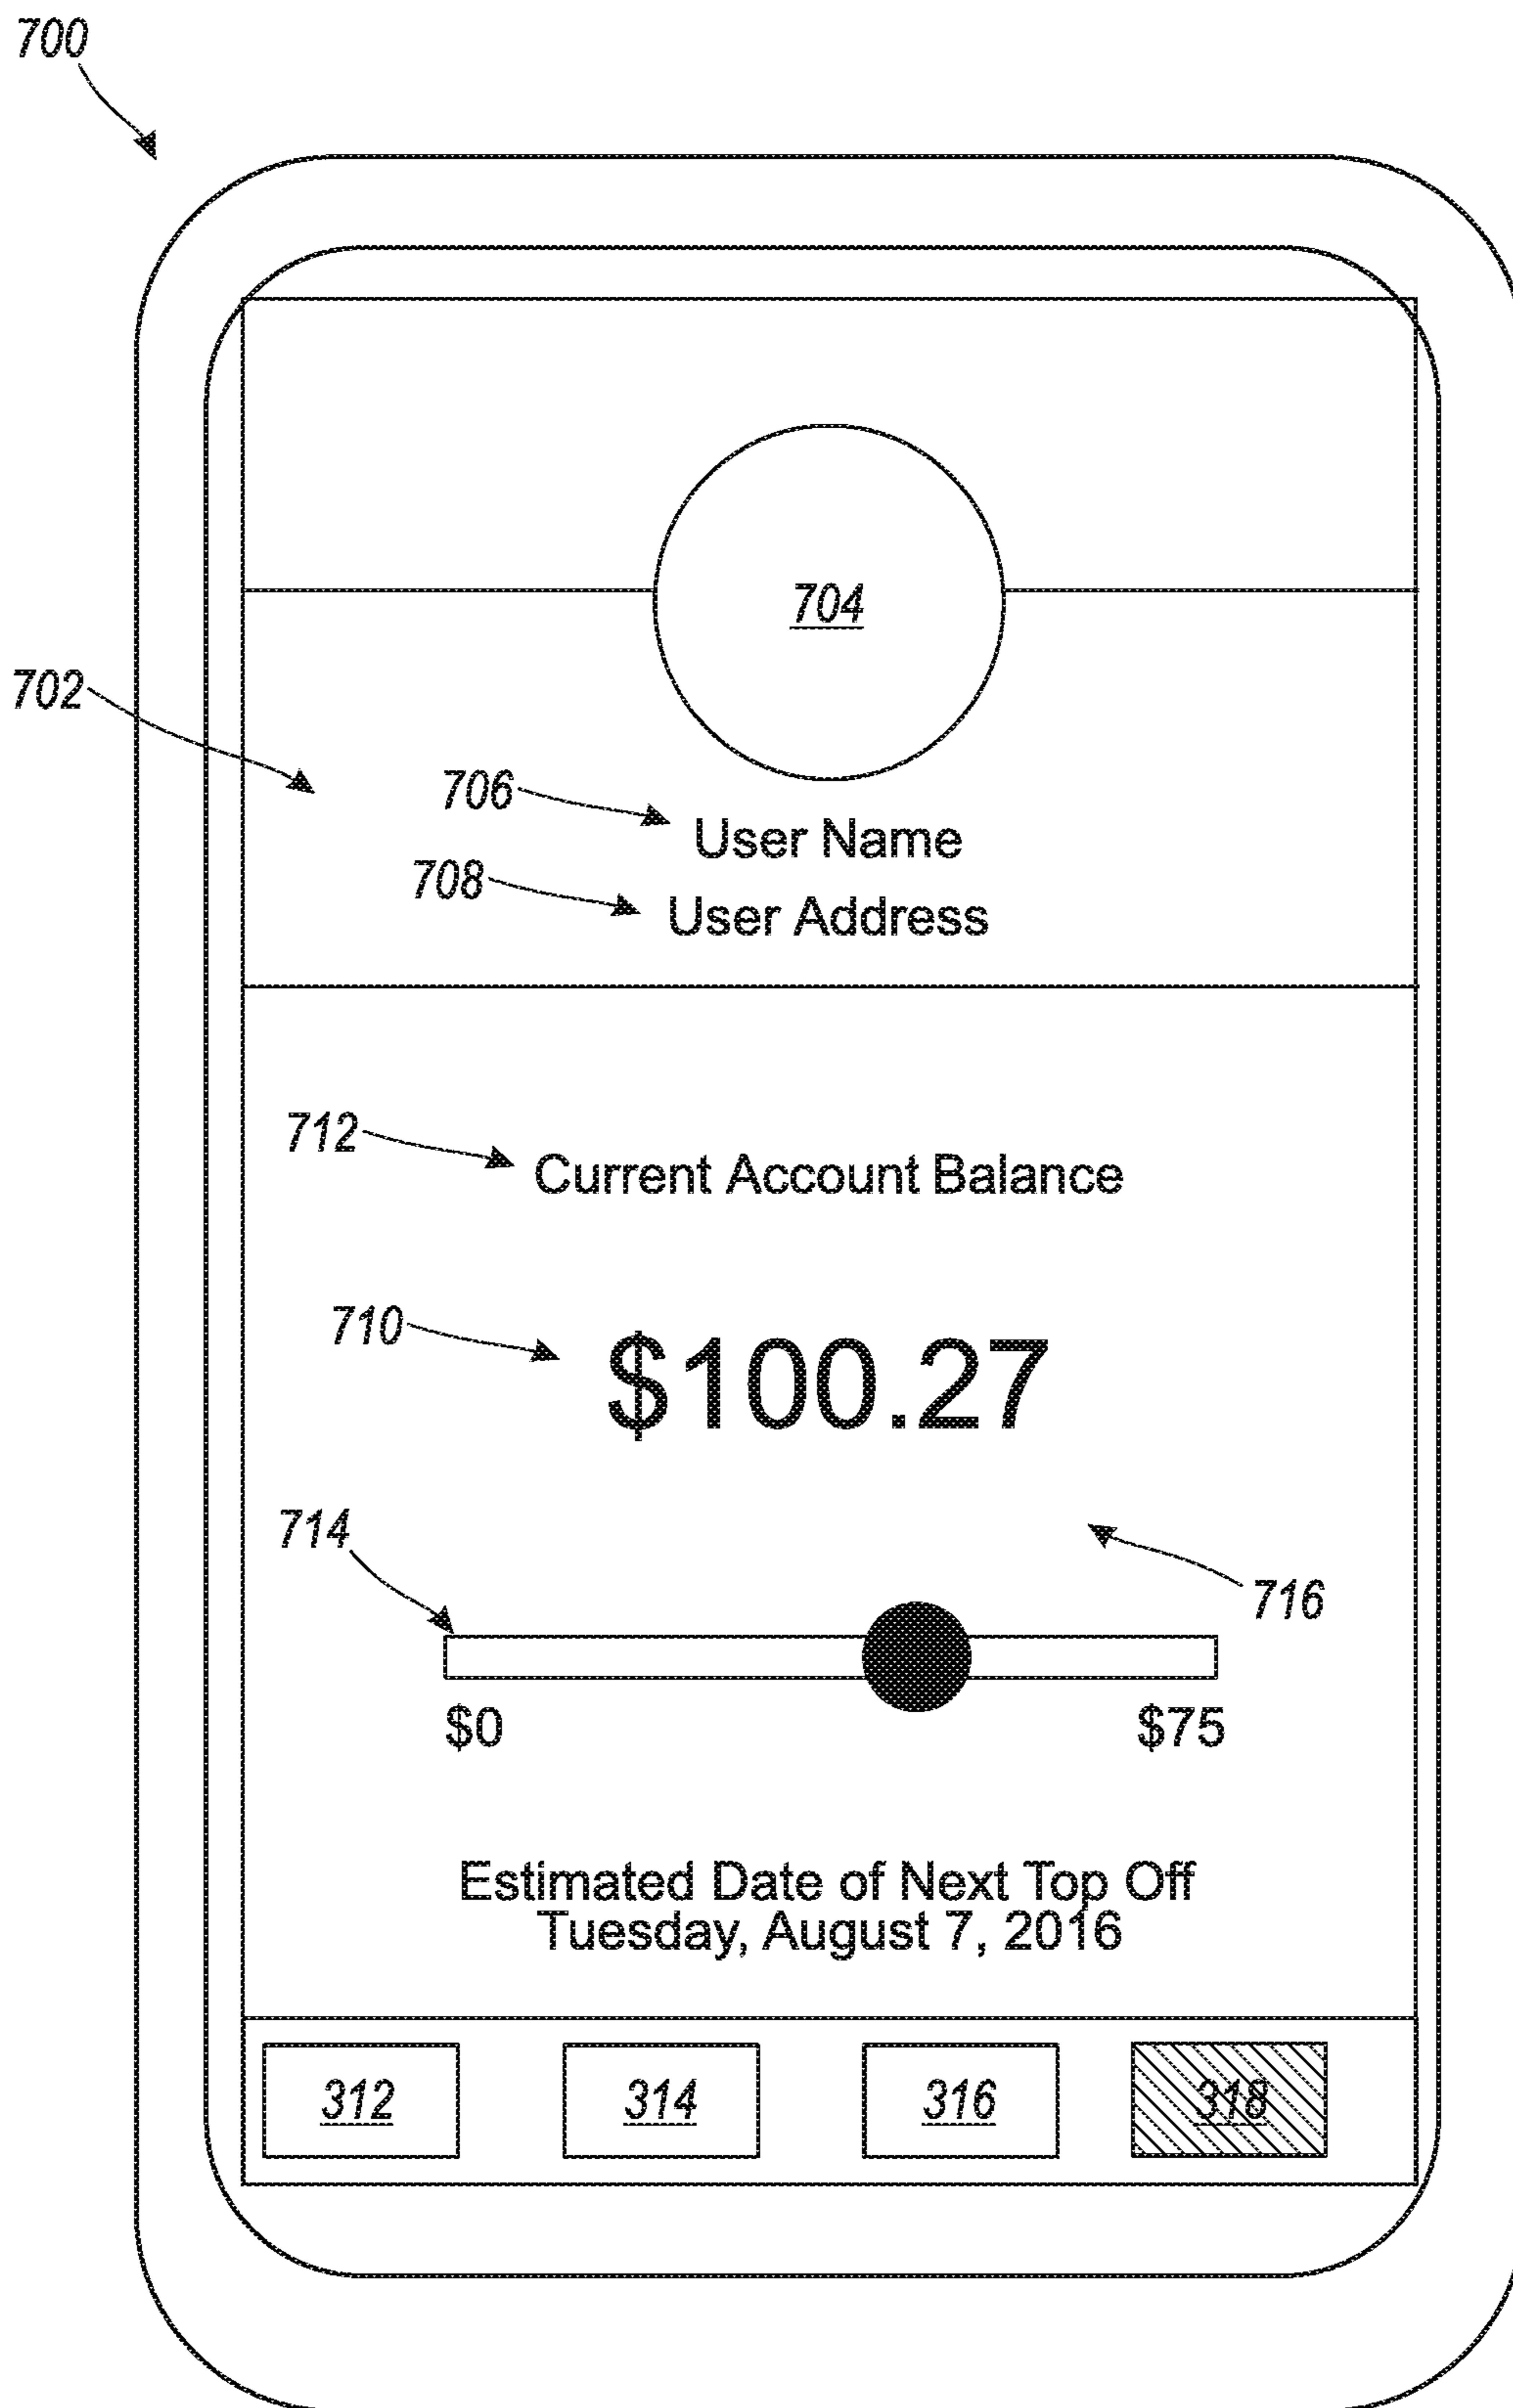 700
704
702
706
User Name
708
User Address
712
Current Account Balance
710
$100.27
714
716
$0 $75
Estimated Date of Next Top Off
Tuesday, August 7, 2016
312 314 316 318